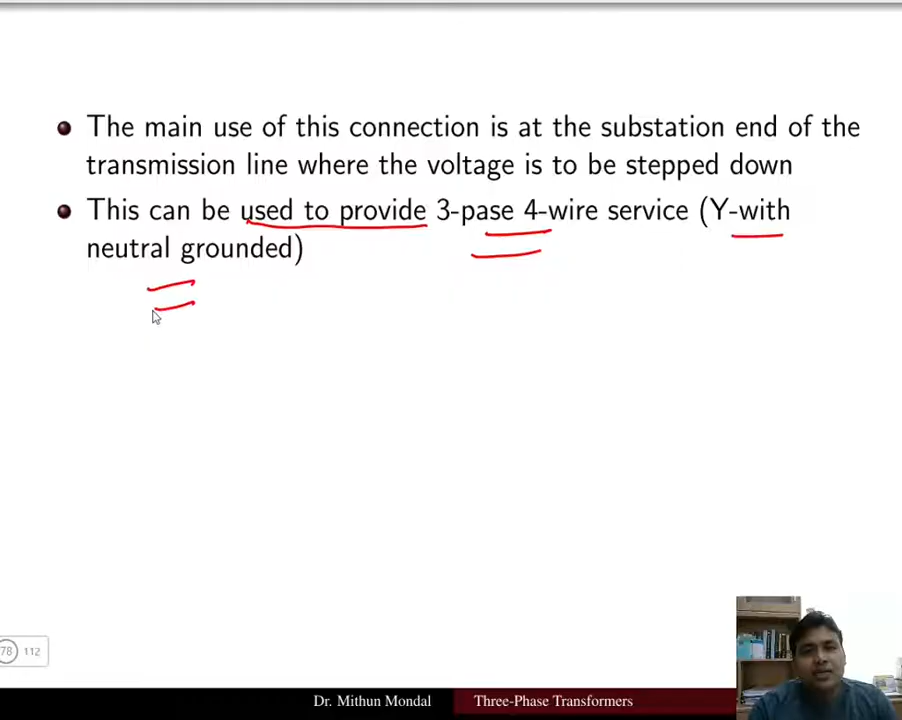 The main use of this connection is at the substation end of the
transmission line where the voltage is to be stepped down
This can be used to provide 3-pase 4-wire service (Y-with
neutral grounded)
78 112
Dr. Mithun Mondal Three-Phase Transformers